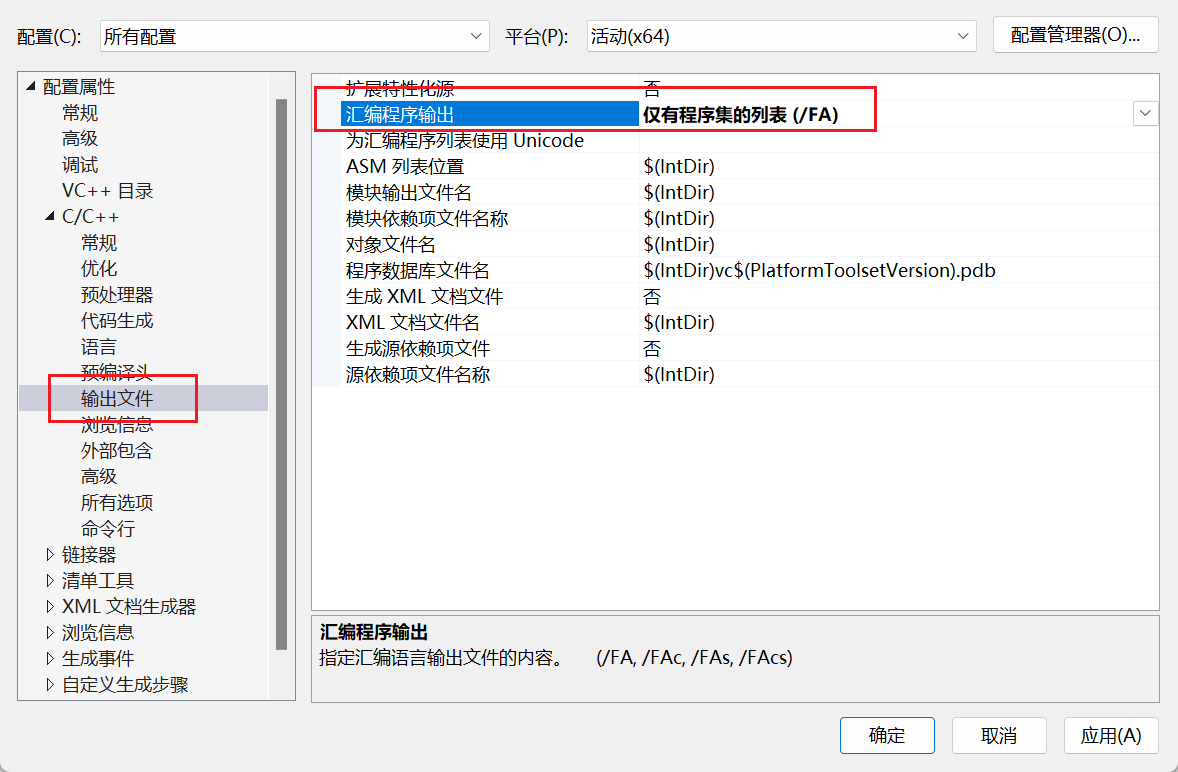 配置(C): 所有配置 平台(P): 活动(x64) 配置管理器(O)...
配置属性
常规
高级
调试
VC++ 目录
C/C++
常规
优化
预处理器
代码生成
语言
预编译头
输出文件
浏览信息
外部包含
高级
所有选项
命令行
链接器
清单工具
XML 文档生成器
浏览信息
生成事件
自定义生成步骤
扩展特性化源 否
汇编程序输出 仅有程序集的列表 (/FA)
为汇编程序列表使用 Unicode
ASM 列表位置 $(IntDir)
模块输出文件名 $(IntDir)
模块依赖项文件名称 $(IntDir)
对象文件名 $(IntDir)
程序数据库文件名 $(IntDir)vc$(PlatformToolsetVersion).pdb
生成 XML 文档文件 否
XML 文档文件名 $(IntDir)
生成源依赖项文件 否
源依赖项文件名称 $(IntDir)
汇编程序输出
指定汇编语言输出文件的内容。 (/FA, /FAc, /FAs, /FAcs)
确定 取消 应用(A)